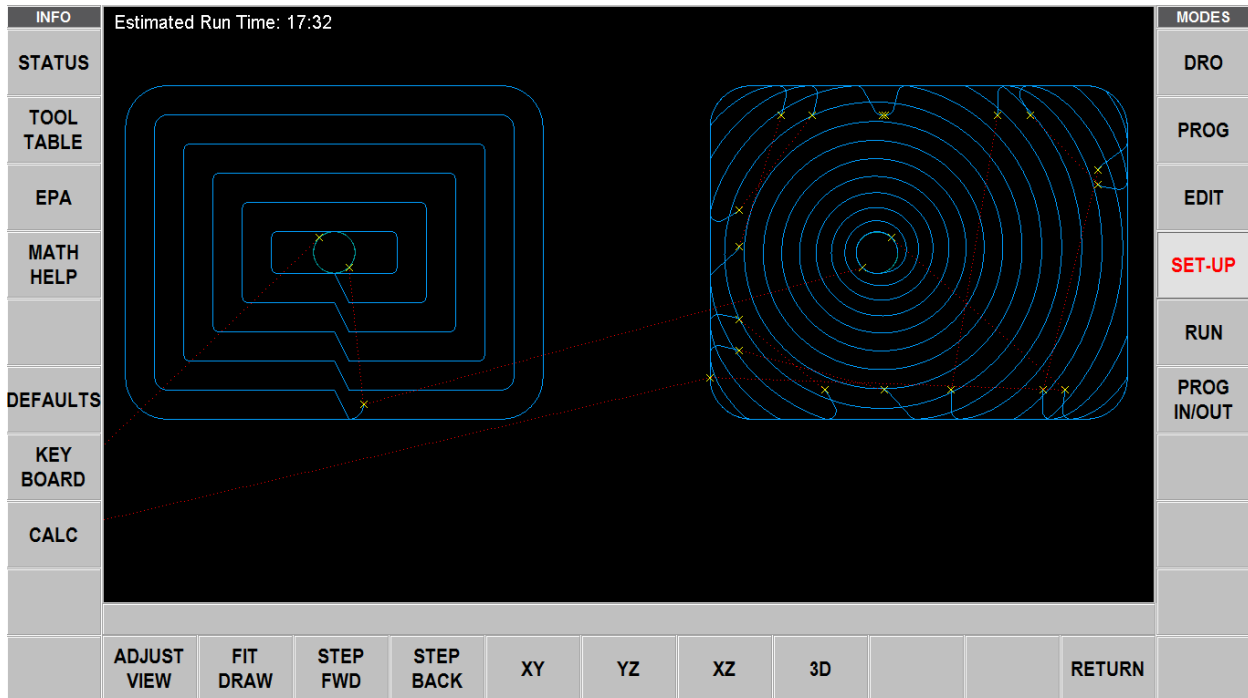 INFO
Estimated Run Time: 17:32
MODES
STATUS
DRO
TOOL
TABLE
PROG
EPA
EDIT
MATH
HELP
SET-UP
RUN
DEFAULTS
PROG
IN/OUT
KEY
BOARD
CALC
ADJUST
VIEW
FIT
DRAW
STEP
FWD
STEP
BACK
XY
YZ
XZ
3D
RETURN